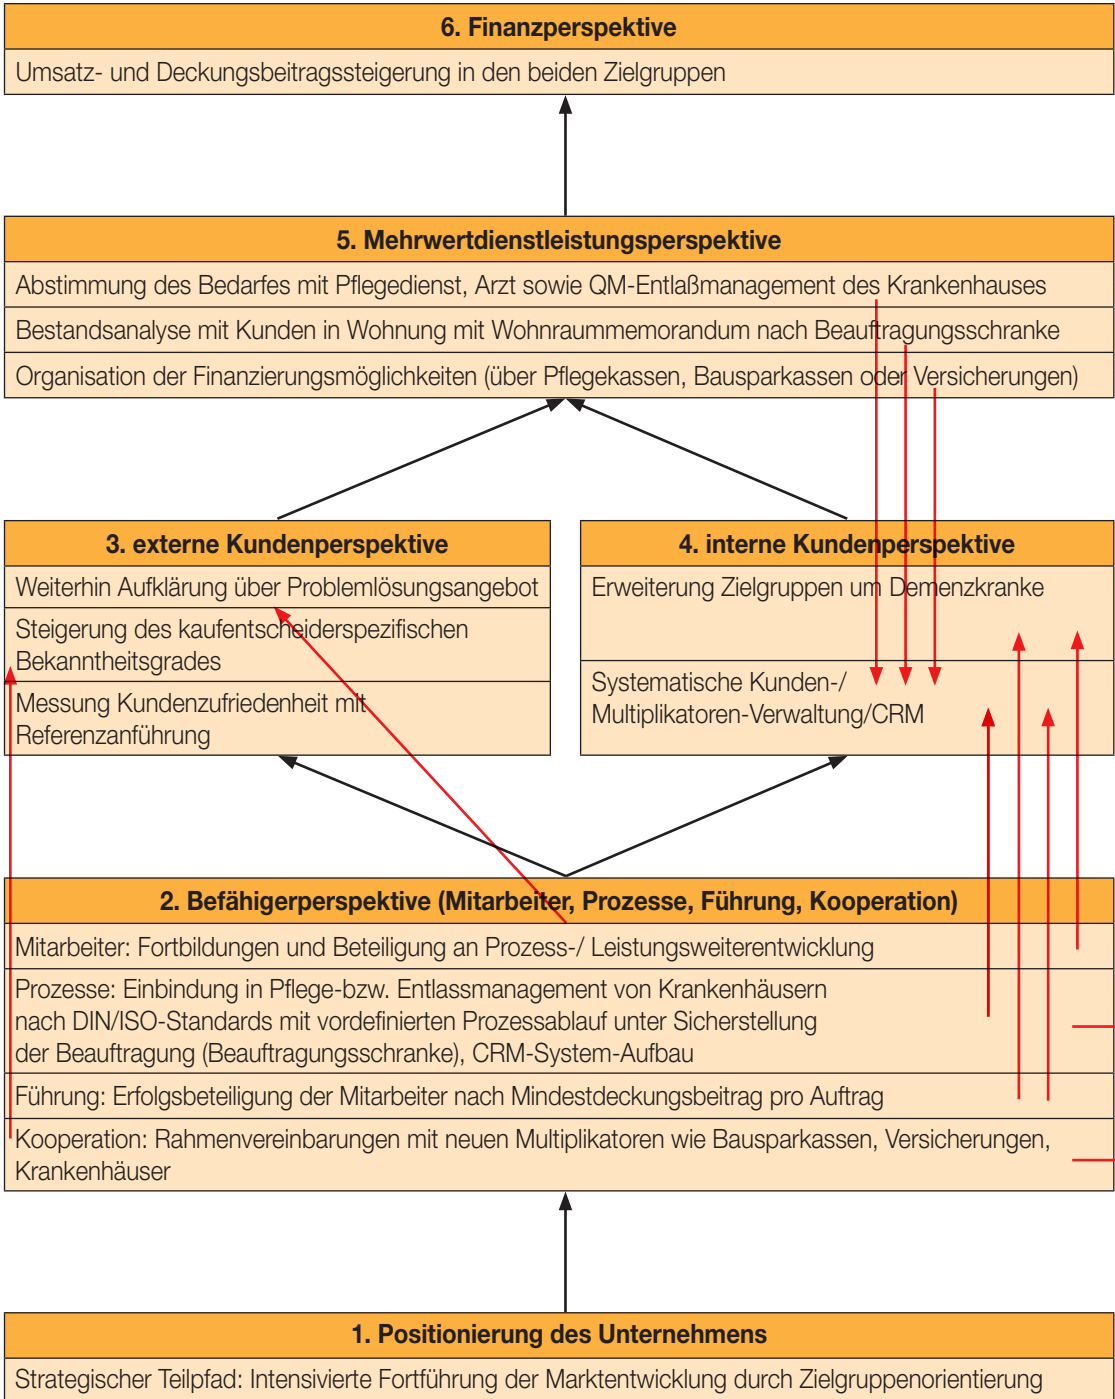 6. Finanzperspektive
Umsatz- und Deckungsbeitragssteigerung in den beiden Zielgruppen
5. Mehrwertdienstleistungsperspektive
Abstimmung des Bedarfes mit Pflegedienst, Arzt sowie QM-Entlaßmanagement des Krankenhauses
Bestandsanalyse mit Kunden in Wohnung mit Wohnraummemorandum nach Beauftragungsschranke
Organisation der Finanzierungsmöglichkeiten (über Pflegekassen, Bausparkassen oder Versicherungen)
3. externe Kundenperspektive
Weiterhin Aufklärung über Problemlösungsangebot
Steigerung des kaufentscheiderspezifischen
Bekanntheitsgrades
Messung Kundenzufriedenheit mit
Referenzanführung
4. interne Kundenperspektive
Erweiterung Zielgruppen um Demenzkranke
Systematische Kunden-/
Multiplikatoren-Verwaltung/CRM
2. Befähigerperspektive (Mitarbeiter, Prozesse, Führung, Kooperation)
Mitarbeiter: Fortbildungen und Beteiligung an Prozess-/ Leistungsweiterentwicklung
Prozesse: Einbindung in Pflege-bzw. Entlassmanagement von Krankenhäusern
nach DIN/ISO-Standards mit vordefinierten Prozessablauf unter Sicherstellung
der Beauftragung (Beauftragungsschranke), CRM-System-Aufbau
Führung: Erfolgsbeteiligung der Mitarbeiter nach Mindestdeckungsbeitrag pro Auftrag
Kooperation: Rahmenvereinbarungen mit neuen Multiplikatoren wie Bausparkassen, Versicherungen,
Krankenhäuser
1. Positionierung des Unternehmens
Strategischer Teilpfad: Intensivierte Fortführung der Marktentwicklung durch Zielgruppenorientierung